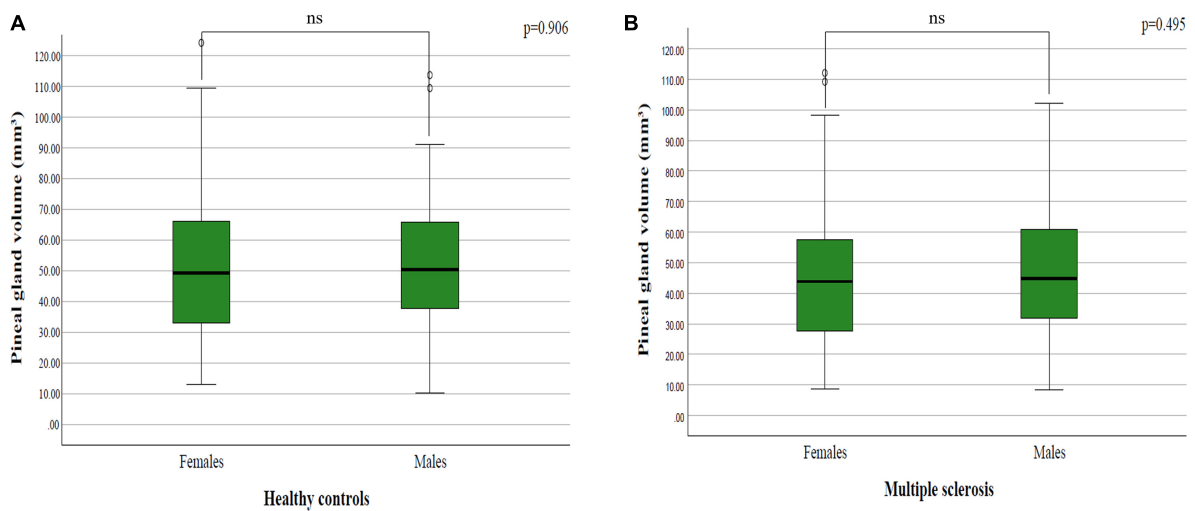 A
ns
p=0.906
Pineal gland volume (mm³)
120.00
110.00
100.00
90.00
80.00
70.00
60.00
50.00
40.00
30.00
20.00
10.00
.00
Females
Males
Healthy controls
B
ns
p=0.495
Pineal gland volume (mm³)
120.00
110.00
100.00
90.00
80.00
70.00
60.00
50.00
40.00
30.00
20.00
10.00
.00
Females
Males
Multiple sclerosis